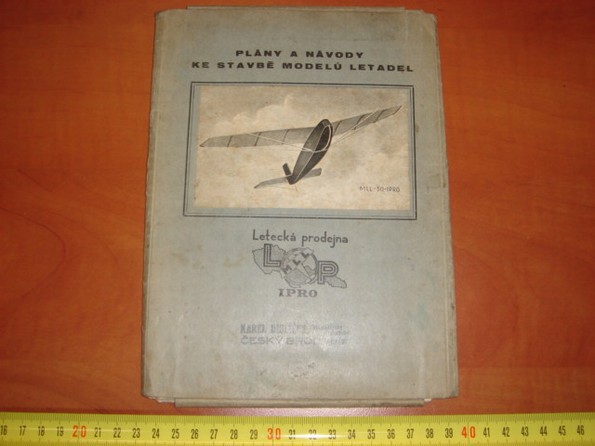 PLÁNY A NÁVODY
KE STAVBĚ MODELŮ LETADEL
Letecká prodejna
L P
IPRO
KAREL
ČESKÝ BROD
16 17 18 19 20 21 22 23 24 25 26 27 28 29 30 31 32 33 34 35 36 37 38 39 40 41 42 43 44 45 46